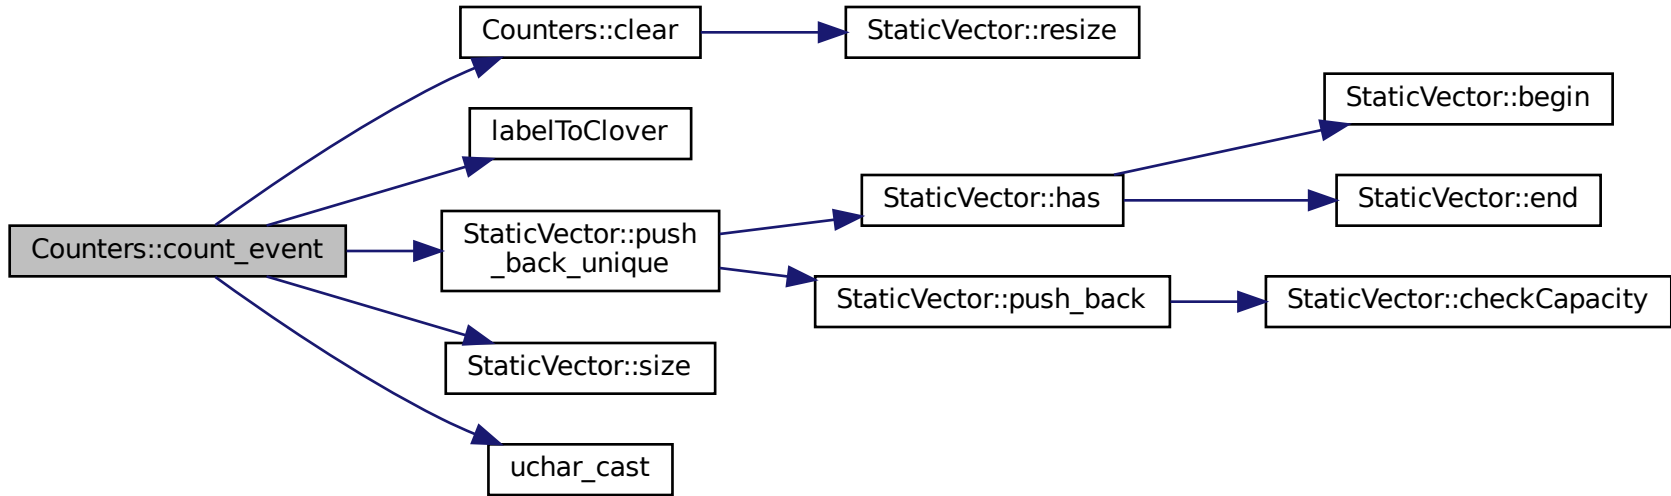 Counters::clear
StaticVector::resize
StaticVector::begin
labelToClover
StaticVector::has
StaticVector::end
Counters::count_event
StaticVector::push
_back_unique
StaticVector::push_back
StaticVector::checkCapacity
StaticVector::size
uchar_cast